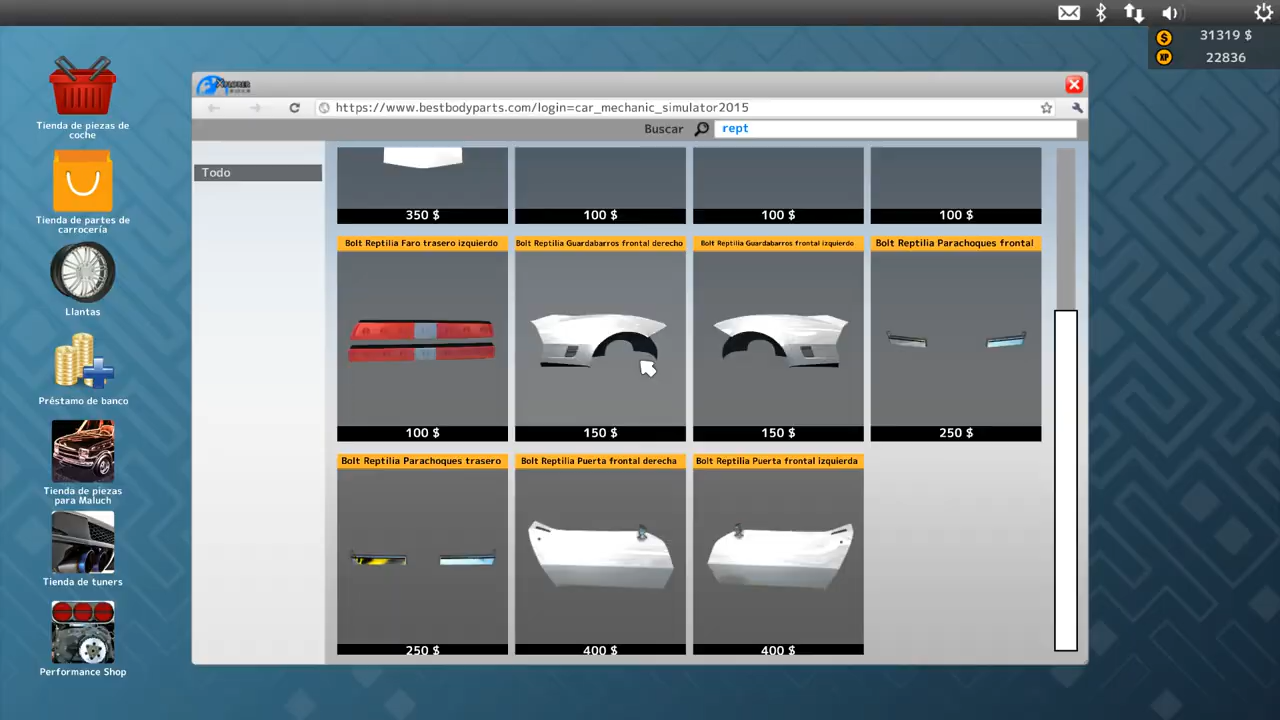 31319 $
22836
Tienda de piezas de
coche
Tienda de partes de
carrocería
Llantas
Préstamo de banco
Tienda de piezas
para Maluch
Tienda de tuners
Performance Shop
https://www.bestbodyparts.com/login=car_mechanic_simulator2015
Buscar rept
Todo
350 $ 100 $ 100 $ 100 $
Bolt Reptilia Faro trasero izquierdo Bolt Reptilia Guardabarros frontal derecho Bolt Reptilia Guardabarros frontal izquierdo Bolt Reptilia Parachoques frontal
100 $ 150 $ 150 $ 250 $
Bolt Reptilia Parachoques trasero Bolt Reptilia Puerta frontal derecha Bolt Reptilia Puerta frontal izquierda
250 $ 400 $ 400 $